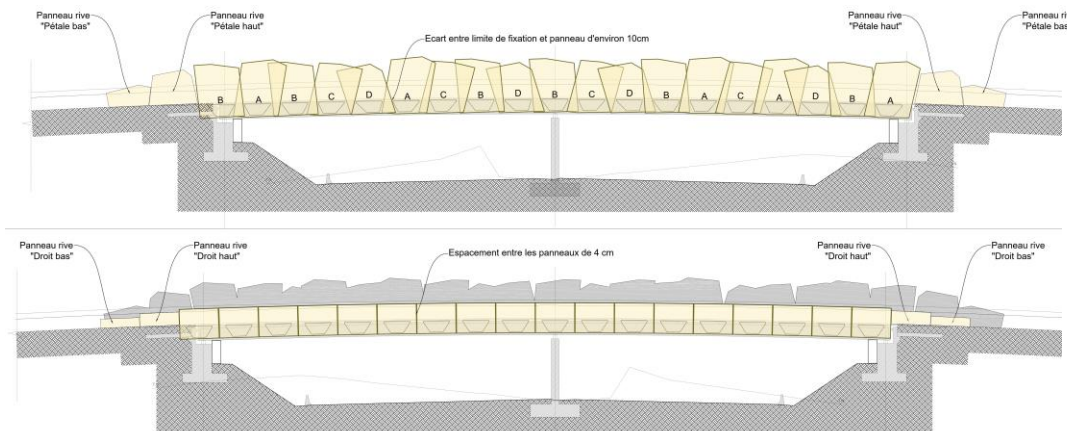 Panneau rive
"Pétale bas"
Panneau rive
"Pétale haut"
Ecart entre limite de fixation et panneau d'environ 10cm
Panneau rive
"Pétale haut"
Panneau rive
"Pétale bas
B A B C D A C B D B C D B A C A D B A
Panneau rive
"Droit bas"
Panneau rive
"Droit haut"
Espacement entre les panneaux de 4 cm
Panneau rive
"Droit haut"
Panneau rive
"Droit bas"